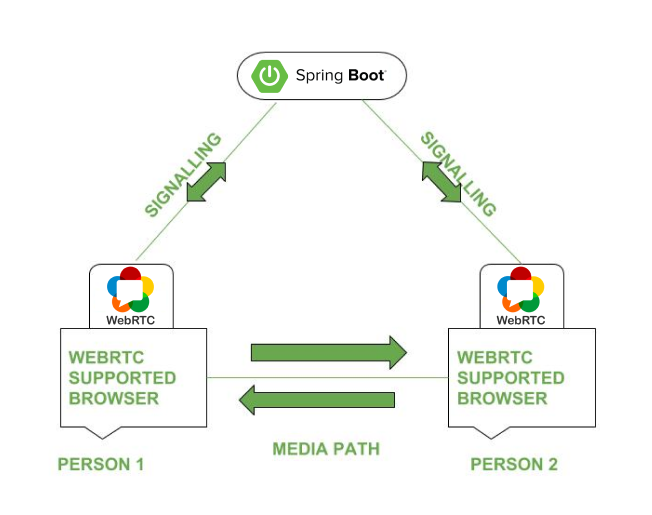 Spring Boot
SIGNALLING
SIGNALLING
WebRTC
WebRTC
WEBRTC
SUPPORTED
BROWSER
WEBRTC
SUPPORTED
BROWSER
MEDIA PATH
PERSON 1
PERSON 2